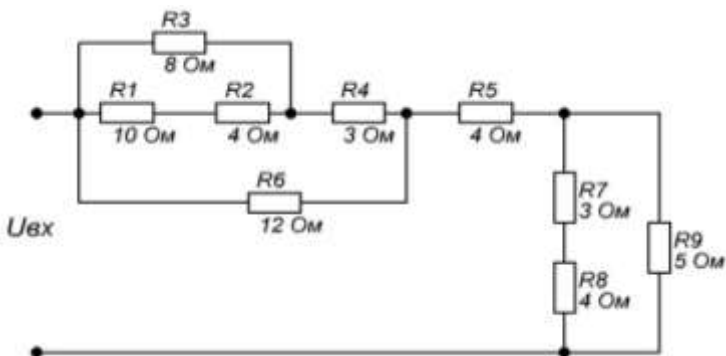 R3
8 Ом
R1
10 Ом
R2
4 Ом
R4
3 Ом
R5
4 Ом
R6
12 Ом
Uвх
R7
3 Ом
R8
4 Ом
R9
5 Ом